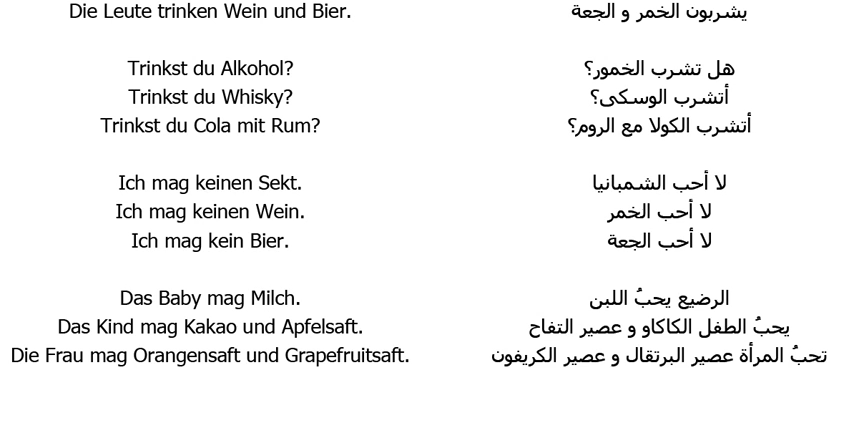 Die Leute trinken Wein und Bier. يشربون الخمر و الجعة
Trinkst du Alkohol? هل تشرب الخمور؟
Trinkst du Whisky? أتشرب الوسكى؟
Trinkst du Cola mit Rum? أتشرب الكولا مع الروم؟
Ich mag keinen Sekt. لا أحب الشمبانيا
Ich mag keinen Wein. لا أحب الخمر
Ich mag kein Bier. لا أحب الجعة
Das Baby mag Milch. الرضيع يحبُ اللبن
Das Kind mag Kakao und Apfelsaft. يحبُ الطفل الكاكاو و عصير التفاح
Die Frau mag Orangensaft und Grapefruitsaft. تحبُ المرأة عصير البرتقال و عصير الكريفون